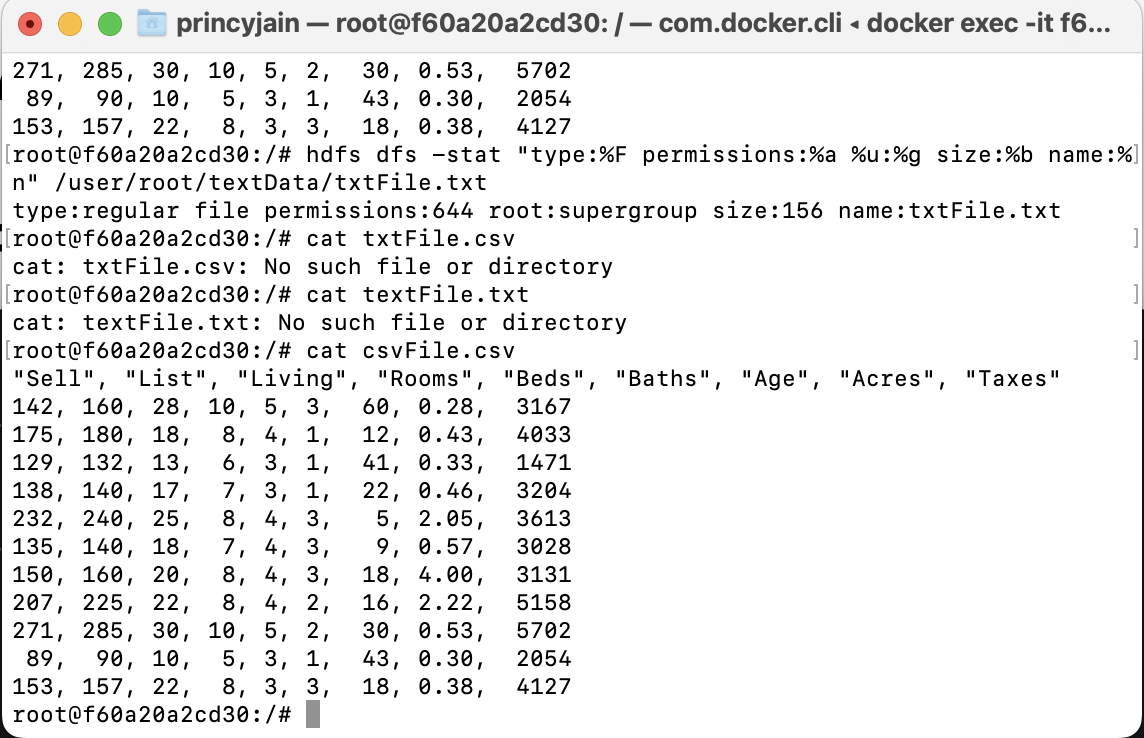 princyjain — root@f60a20a2cd30: / — com.docker.cli ◂ docker exec -it f6...
271, 285, 30, 10, 5, 2,  30, 0.53,  5702
 89,  90, 10,  5, 3, 1,  43, 0.30,  2054
153, 157, 22,  8, 3, 3,  18, 0.38,  4127
[root@f60a20a2cd30:/# hdfs dfs -stat "type:%F permissions:%a %u:%g size:%b name:%]
n" /user/root/textData/txtFile.txt
type:regular file permissions:644 root:supergroup size:156 name:txtFile.txt
[root@f60a20a2cd30:/# cat txtFile.csv ]
cat: txtFile.csv: No such file or directory
[root@f60a20a2cd30:/# cat textFile.txt ]
cat: textFile.txt: No such file or directory
[root@f60a20a2cd30:/# cat csvFile.csv ]
"Sell", "List", "Living", "Rooms", "Beds", "Baths", "Age", "Acres", "Taxes"
142, 160, 28, 10, 5, 3,  60, 0.28,  3167
175, 180, 18,  8, 4, 1,  12, 0.43,  4033
129, 132, 13,  6, 3, 1,  41, 0.33,  1471
138, 140, 17,  7, 3, 1,  22, 0.46,  3204
232, 240, 25,  8, 4, 3,   5, 2.05,  3613
135, 140, 18,  7, 4, 3,   9, 0.57,  3028
150, 160, 20,  8, 4, 3,  18, 4.00,  3131
207, 225, 22,  8, 4, 2,  16, 2.22,  5158
271, 285, 30, 10, 5, 2,  30, 0.53,  5702
 89,  90, 10,  5, 3, 1,  43, 0.30,  2054
153, 157, 22,  8, 3, 3,  18, 0.38,  4127
root@f60a20a2cd30:/#